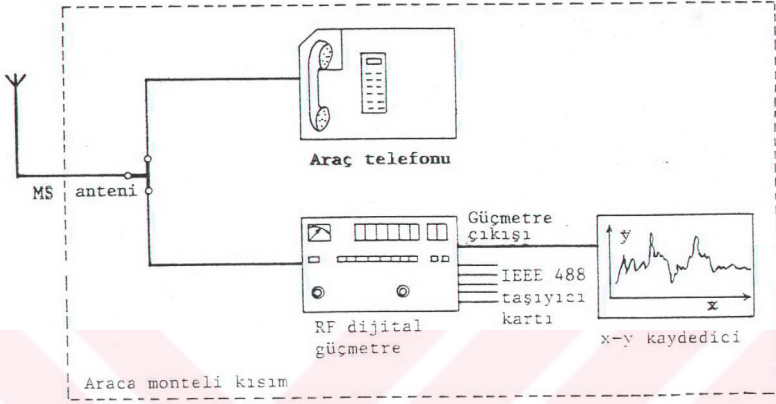 Araç telefonu
MS anteni
Güçmetre
çıkışı
y
IEEE 488
taşıyıcı
kartı
x
RF dijital
güçmetre
x-y kaydedici
Araca monteli kısım